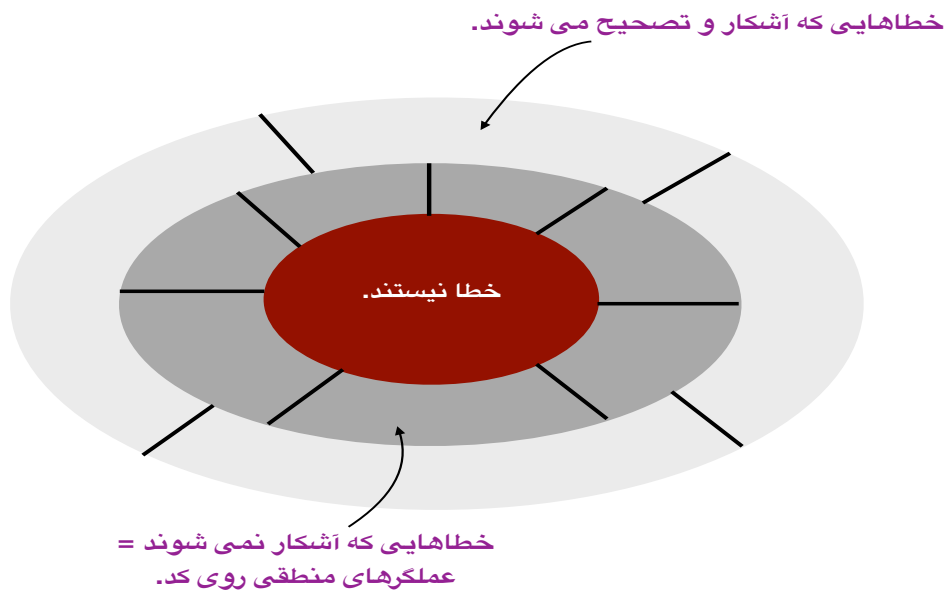 خطاهایی که آشکار و تصحیح می شوند.
خطا نیستند.
خطاهایی که آشکار نمی شوند =
عملگرهای منطقی روی کد.